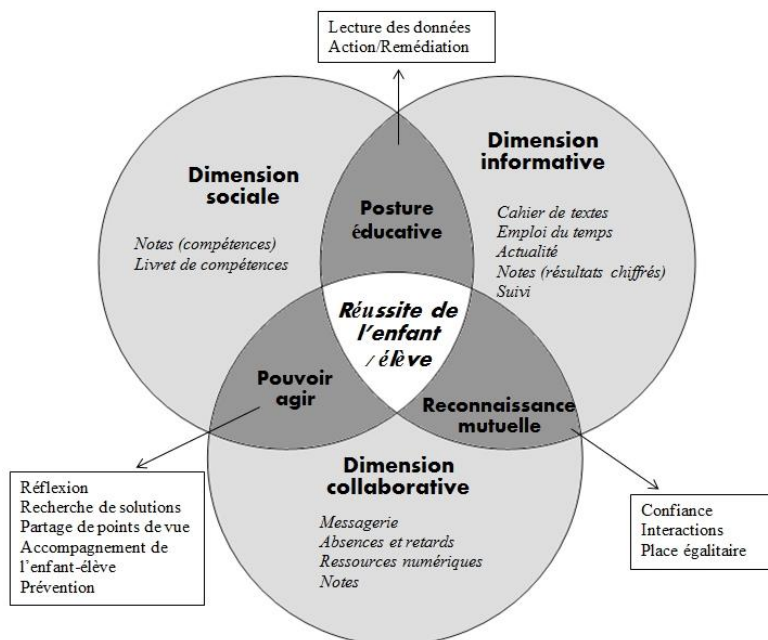 Lecture des données
Action/Remédiation
Dimension
sociale
Notes (compétences)
Livret de compétences
Posture
éducative
Dimension
informative
Cahier de textes
Emploi du temps
Actualité
Notes (résultats chiffrés)
Suivi
Réussite de
l'enfant
/ élève
Pouvoir
agir
Reconnaissance
mutuelle
Dimension
collaborative
Messagerie
Absences et retards
Ressources numériques
Notes
Réflexion
Recherche de solutions
Partage de points de vue
Accompagnement de
l'enfant-élève
Prévention
Confiance
Interactions
Place égalitaire